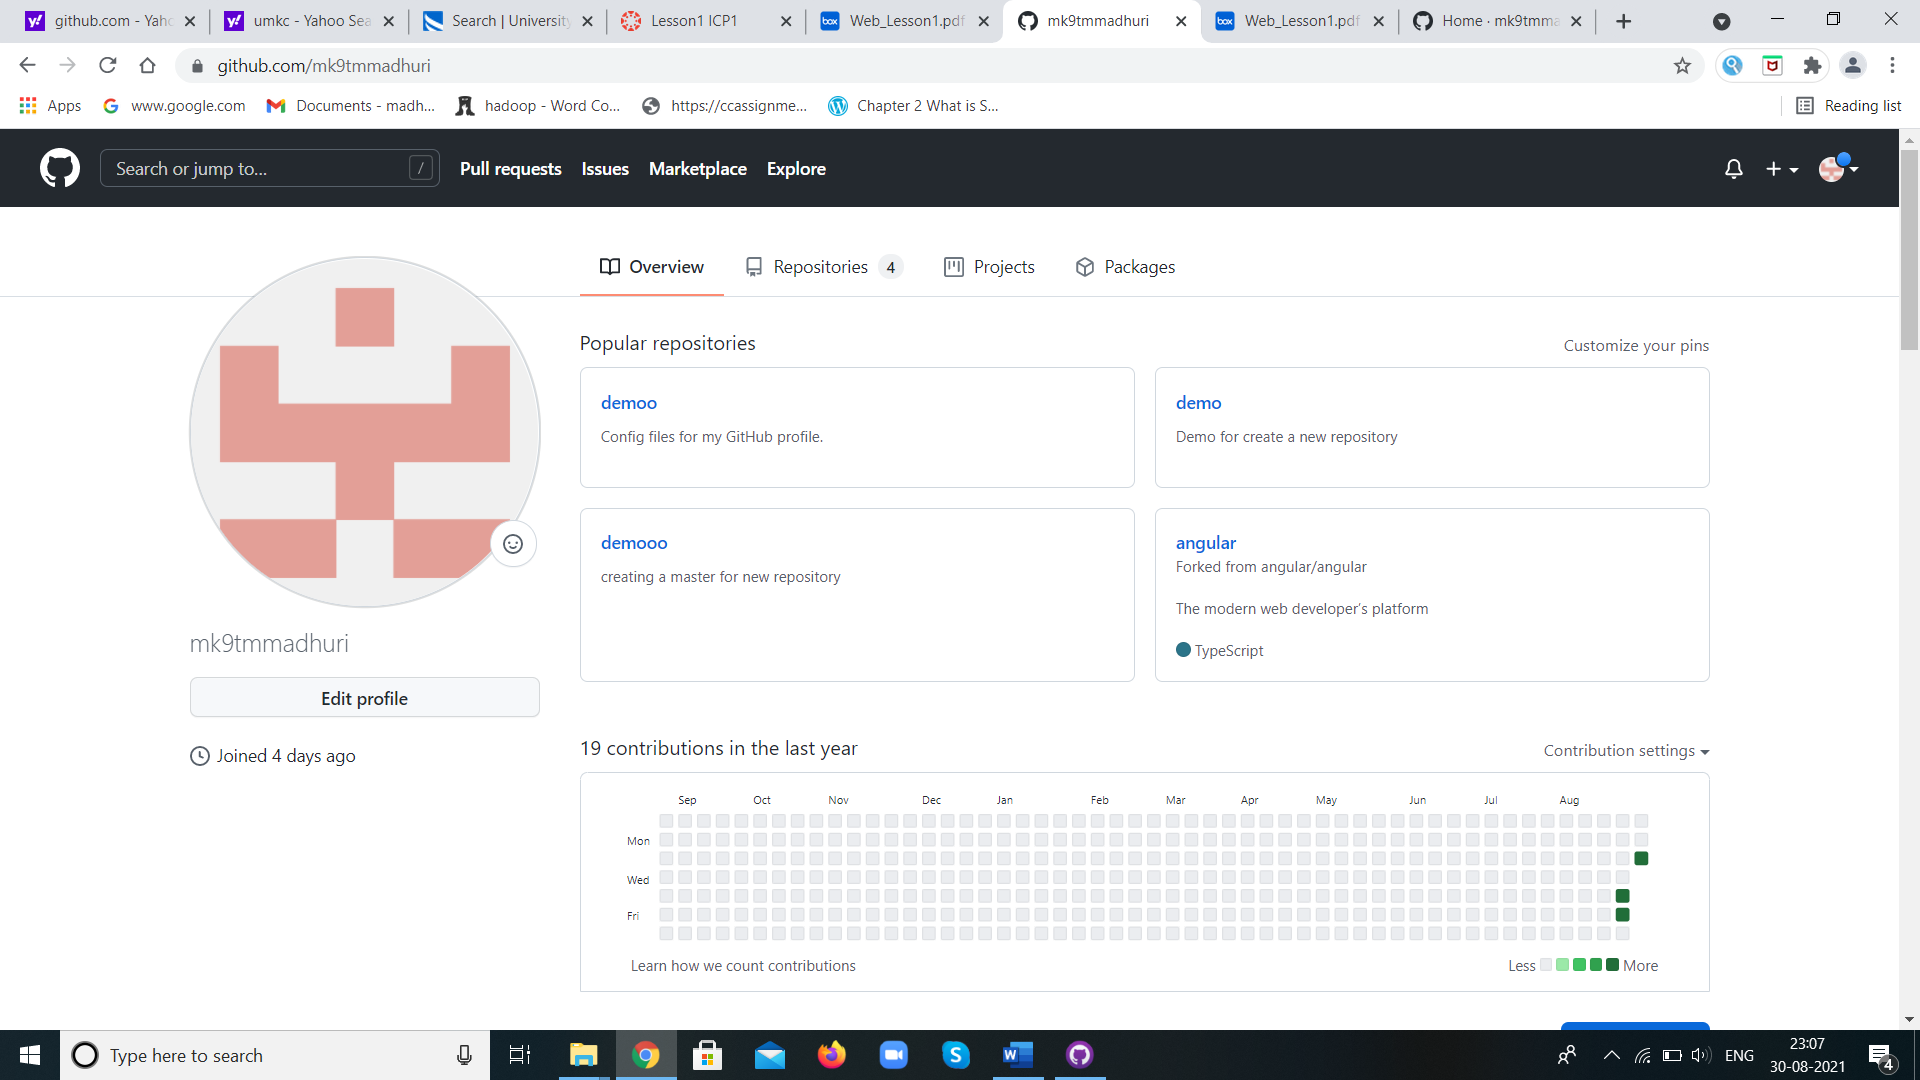 github.com - Yaho
umkc - Yahoo Sea
Search | University
Lesson1 ICP1
Web_Lesson1.pdf
mk9tmmadhuri
Web_Lesson1.pdf
Home · mk9tmma
github.com/mk9tmmadhuri
Apps
www.google.com
Documents - madh...
hadoop - Word Co...
https://ccassignme...
Chapter 2 What is S...
Reading list
Search or jump to...
/
Pull requests
Issues
Marketplace
Explore
Overview
Repositories 4
Projects
Packages
Popular repositories
Customize your pins
demoo
Config files for my GitHub profile.
demo
Demo for create a new repository
demooo
creating a master for new repository
angular
Forked from angular/angular
The modern web developer's platform
TypeScript
mk9tmmadhuri
Edit profile
Joined 4 days ago
19 contributions in the last year
Contribution settings
Sep Oct Nov Dec Jan Feb Mar Apr May Jun Jul Aug
Mon
Wed
Fri
Learn how we count contributions
Less More
Type here to search
ENG
23:07
30-08-2021
4